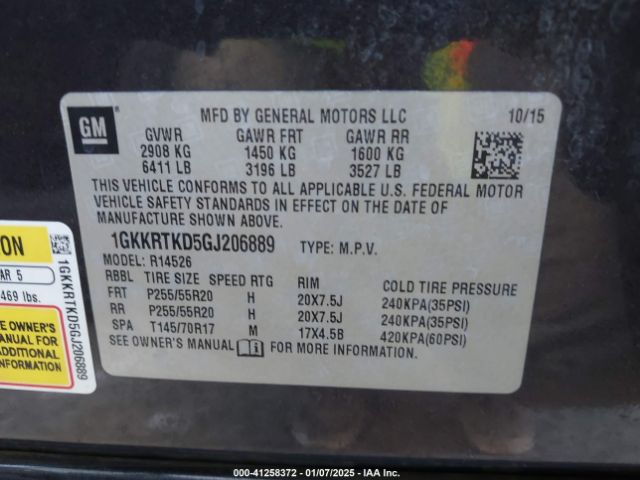 GM
MFD BY GENERAL MOTORS LLC 10/15
GVWR GAWR FRT GAWR RR
2908 KG 1450 KG 1600 KG
6411 LB 3196 LB 3527 LB
THIS VEHICLE CONFORMS TO ALL APPLICABLE U.S. FEDERAL MOTOR
VEHICLE SAFETY STANDARDS IN EFFECT ON THE DATE OF
MANUFACTURE SHOWN ABOVE.
1GKKRTKD5GJ206889 TYPE: M.P.V.
MODEL: R14526
RBBL TIRE SIZE SPEED RTG RIM COLD TIRE PRESSURE
FRT P255/55R20 H 20X7.5J 240KPA(35PSI)
RR P255/55R20 H 20X7.5J 240KPA(35PSI)
SPA T145/70R17 M 17X4.5B 420KPA(60PSI)
SEE OWNER'S MANUAL FOR MORE INFORMATION.
ON
AR 5
469 lbs.
E OWNER'S
MANUAL FOR
ADDITIONAL
FORMATION
1GKKRTKD5GJ206889
000-41258372 | 01/07/2025 | IAA Inc.